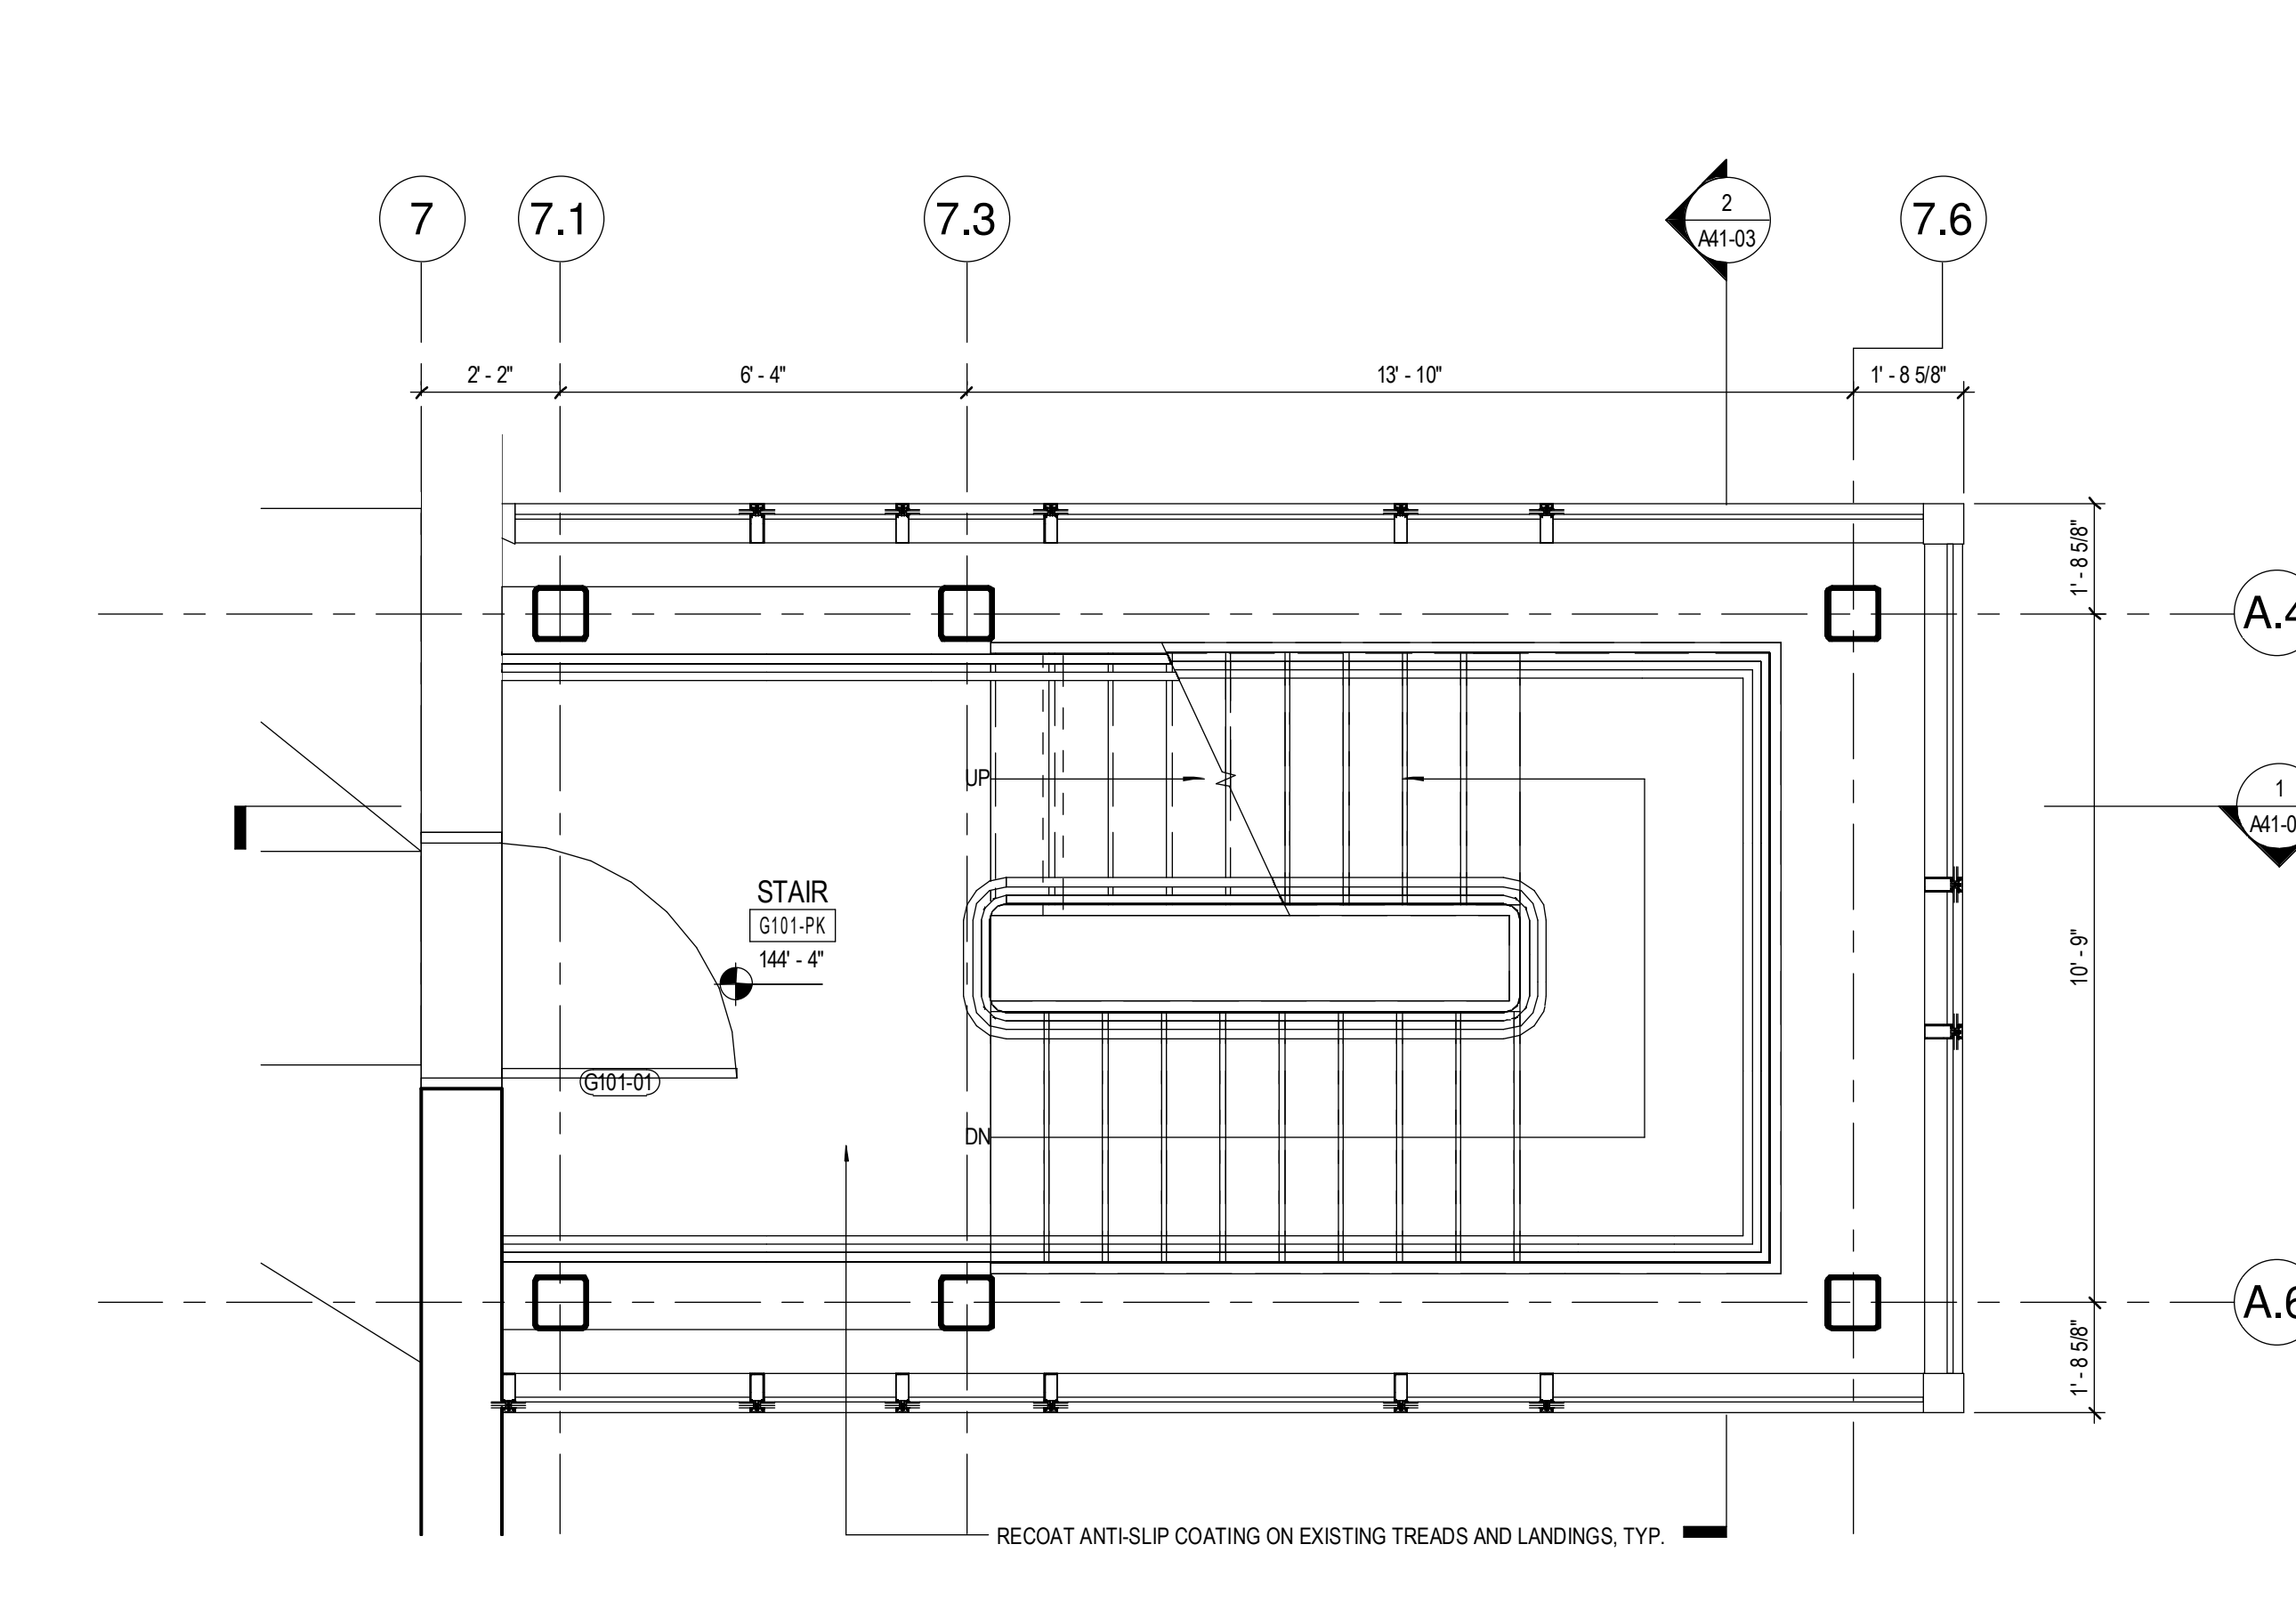 7
7.1
7.3
2
A41-03
7.6
2' - 2"
6' - 4"
13' - 10"
1' - 8 5/8"
1' - 8 5/8"
A.4
UP
1
STAIR
G101-PK
144' - 4"
10' - 9"
G101-01
DN
A.6
1' - 8 5/8"
RECOAT ANTI-SLIP COATING ON EXISTING TREADS AND LANDINGS, TYP.